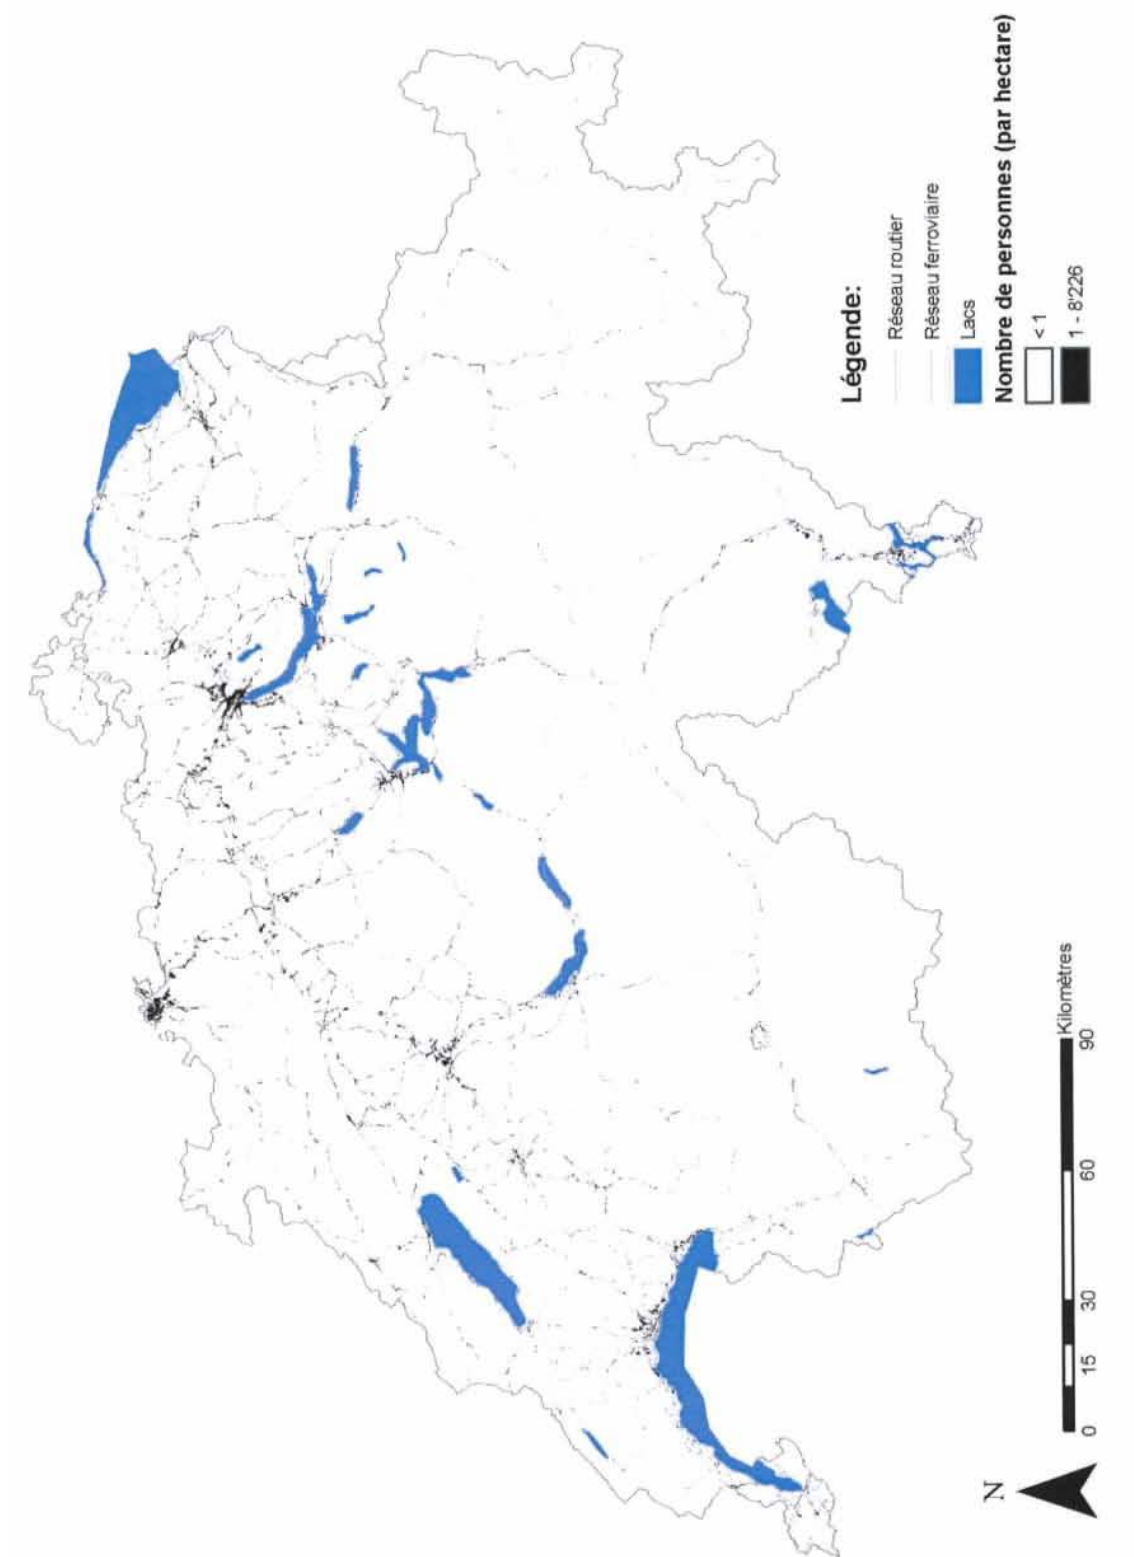 Légende:
Réseau routier
Réseau ferroviaire
Lacs
Nombre de personnes (par hectare)
< 1
1 - 8'226
N
0 15 30 60 90
Kilomètres